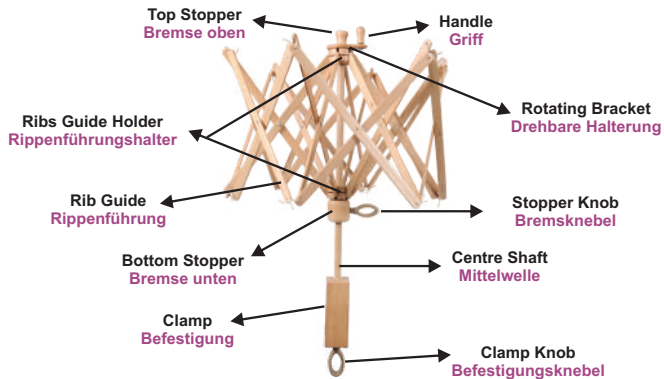 Top Stopper
Bremse oben
Handle
Griff
Ribs Guide Holder
Rippenführungshalter
Rotating Bracket
Drehbare Halterung
Rib Guide
Rippenführung
Stopper Knob
Bremsknebel
Bottom Stopper
Bremse unten
Centre Shaft
Mittelwelle
Clamp
Befestigung
Clamp Knob
Befestigungsknebel